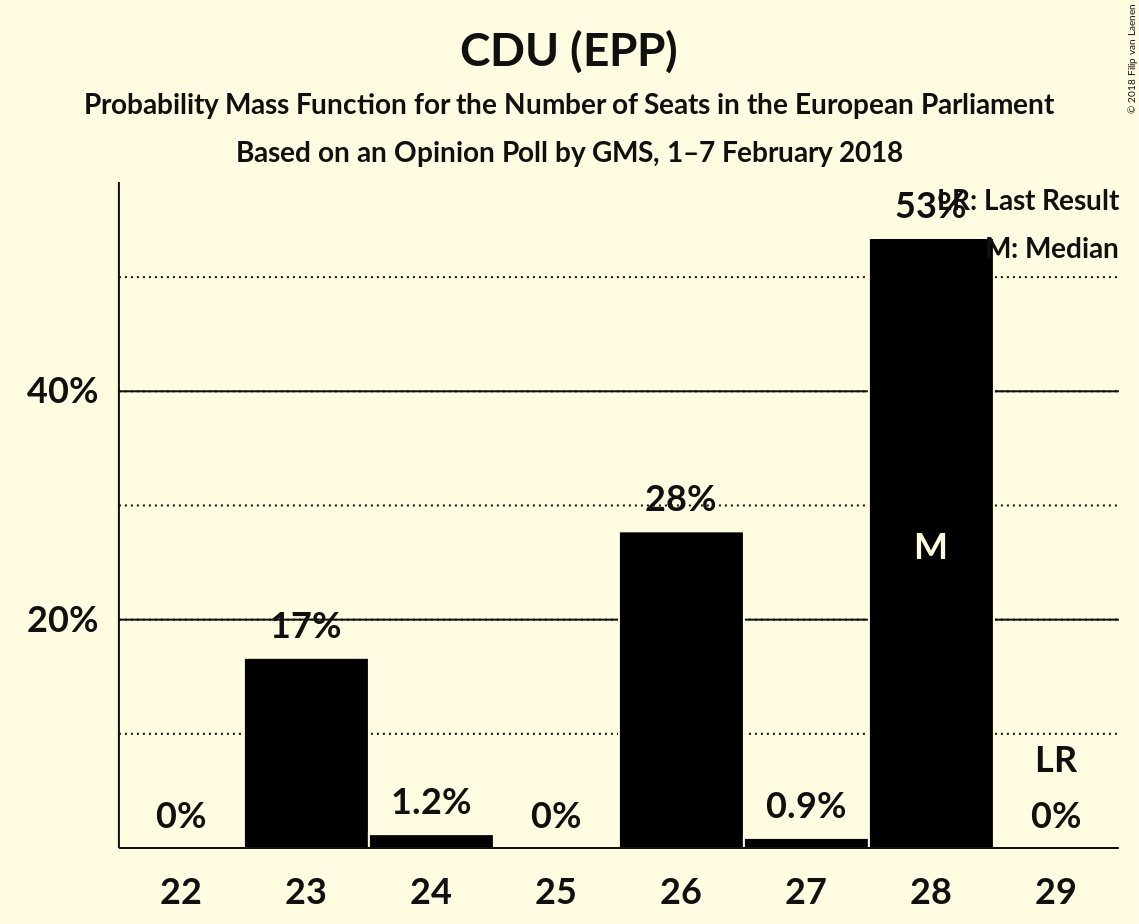 CDU (EPP)
Probability Mass Function for the Number of Seats in the European Parliament
Based on an Opinion Poll by GMS, 1–7 February 2018
© 2018 Filip van Laenen
LR: Last Result
M: Median
53%
40%
28%
M
20%
17%
LR
0%
1.2%
0%
0.9%
0%
22 23 24 25 26 27 28 29